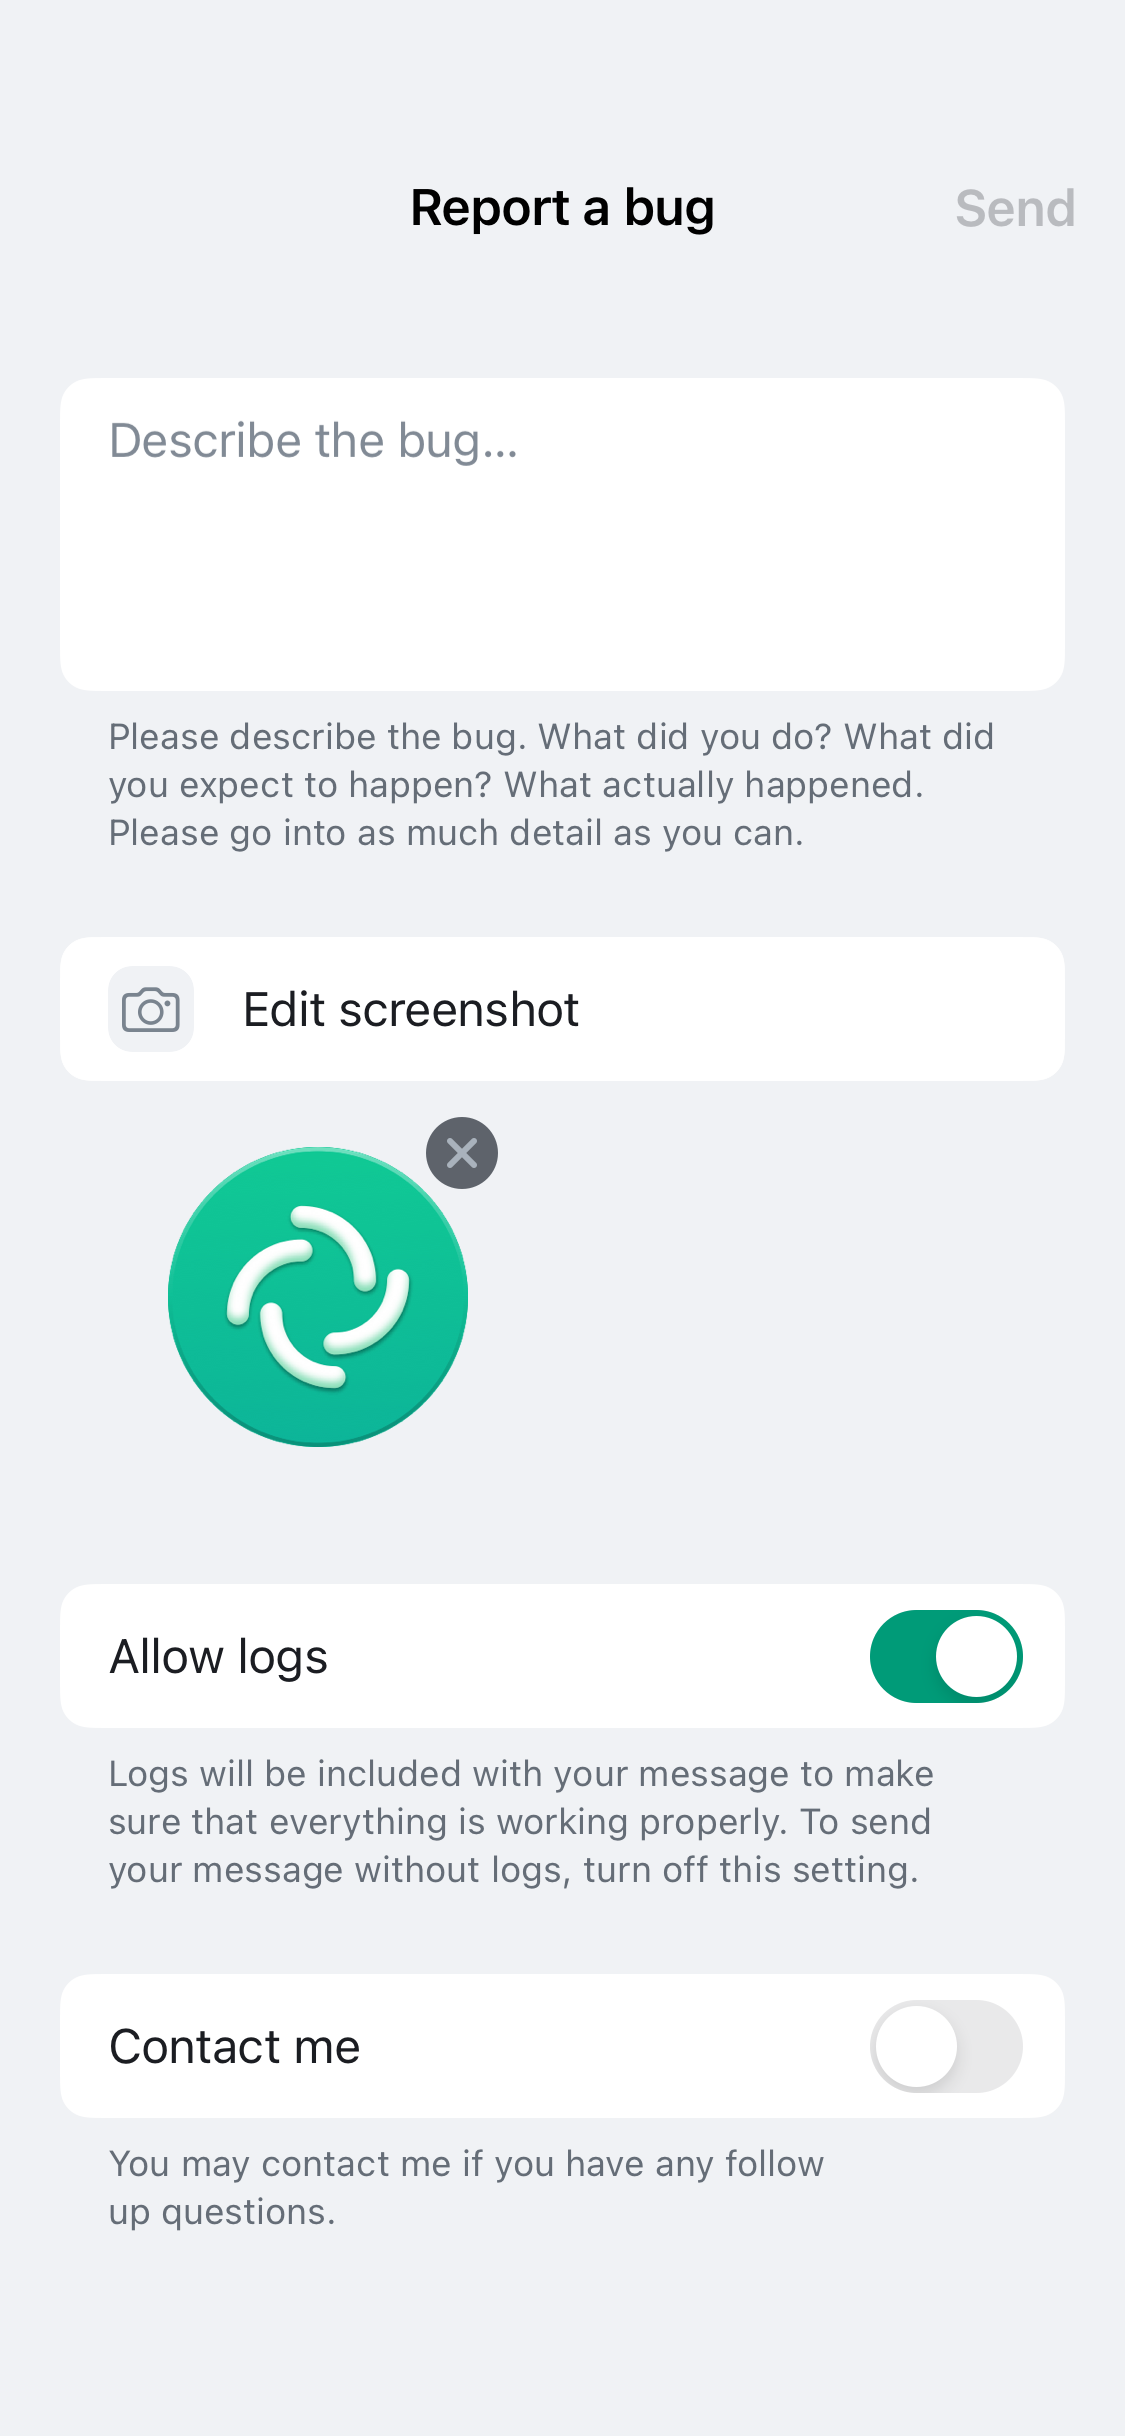 Report a bug
Send
Describe the bug...
Please describe the bug. What did you do? What did
you expect to happen? What actually happened.
Please go into as much detail as you can.
Edit screenshot
Allow logs
Logs will be included with your message to make
sure that everything is working properly. To send
your message without logs, turn off this setting.
Contact me
You may contact me if you have any follow
up questions.